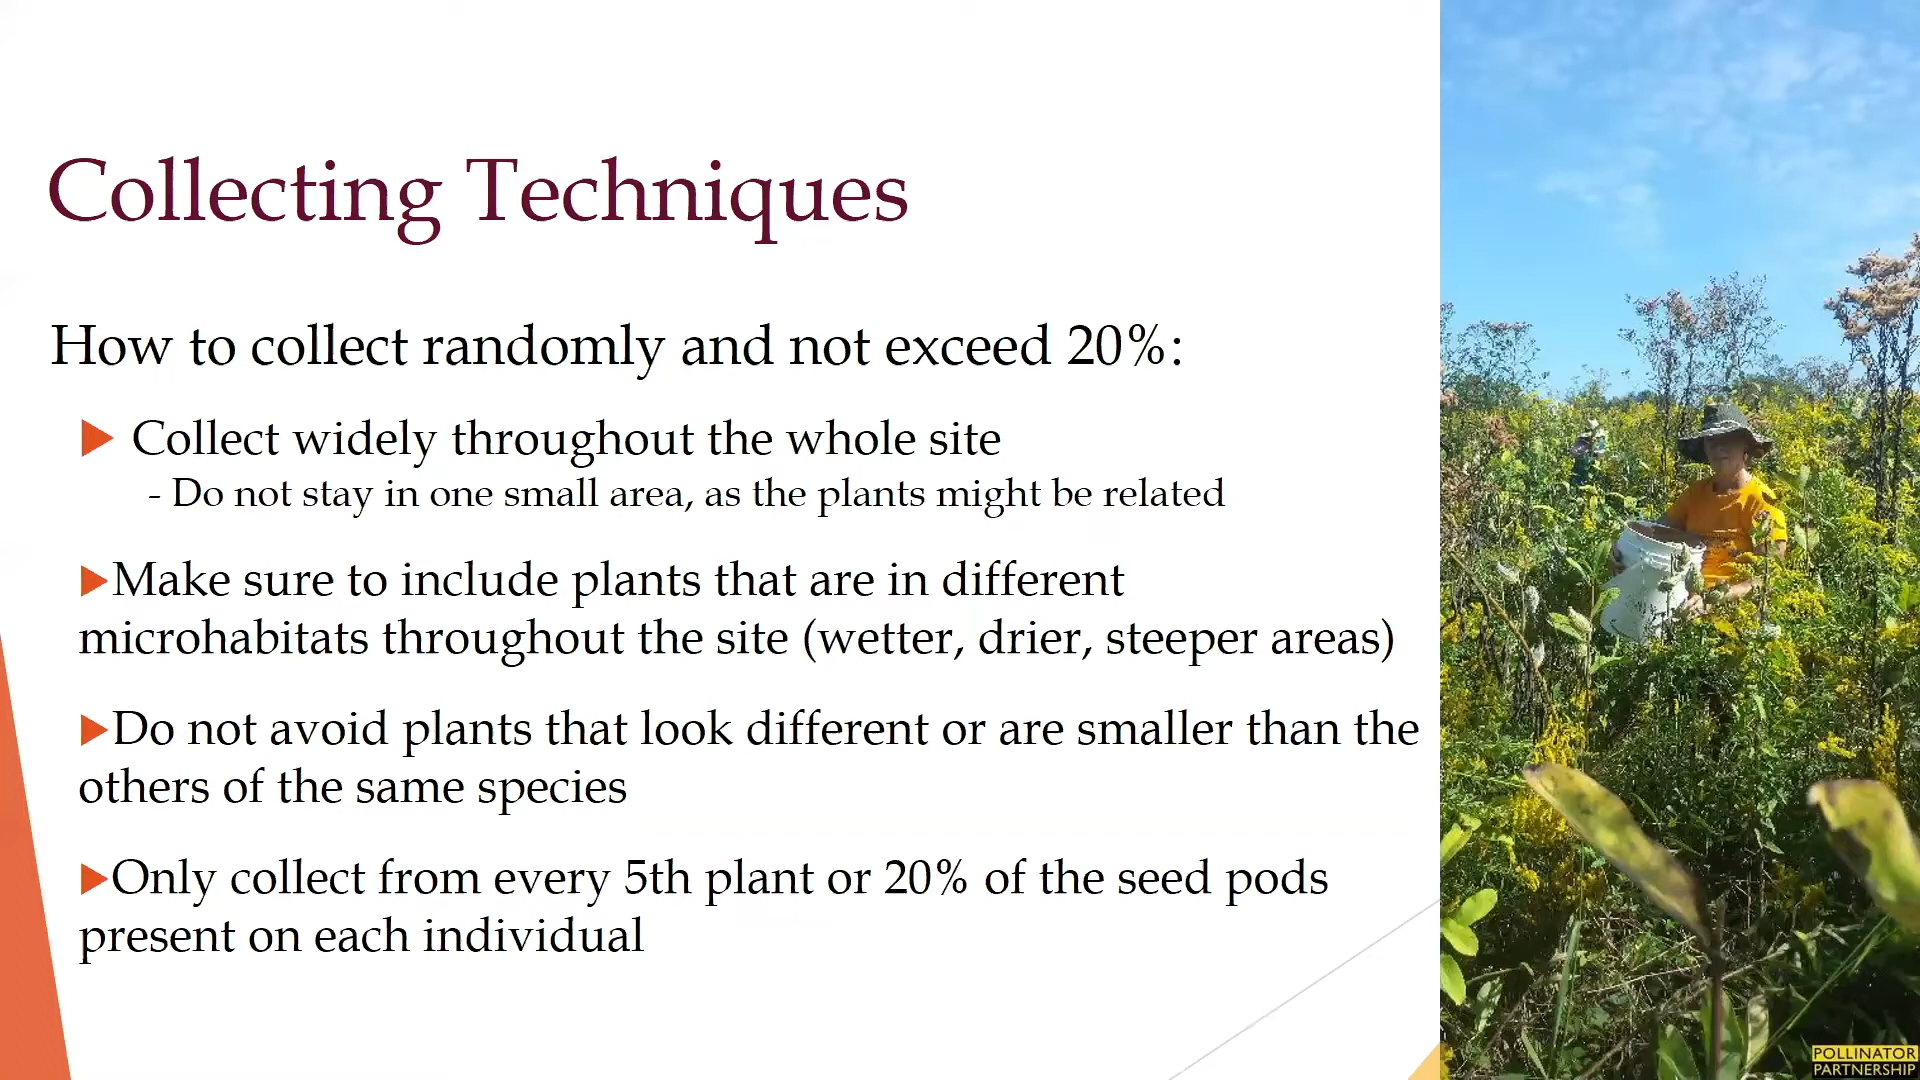 Collecting Techniques
How to collect randomly and not exceed 20%:
Collect widely throughout the whole site
- Do not stay in one small area, as the plants might be related
Make sure to include plants that are in different
microhabitats throughout the site (wetter, drier, steeper areas)
Do not avoid plants that look different or are smaller than the
others of the same species
Only collect from every 5th plant or 20% of the seed pods
present on each individual
POLLINATOR
PARTNERSHIP